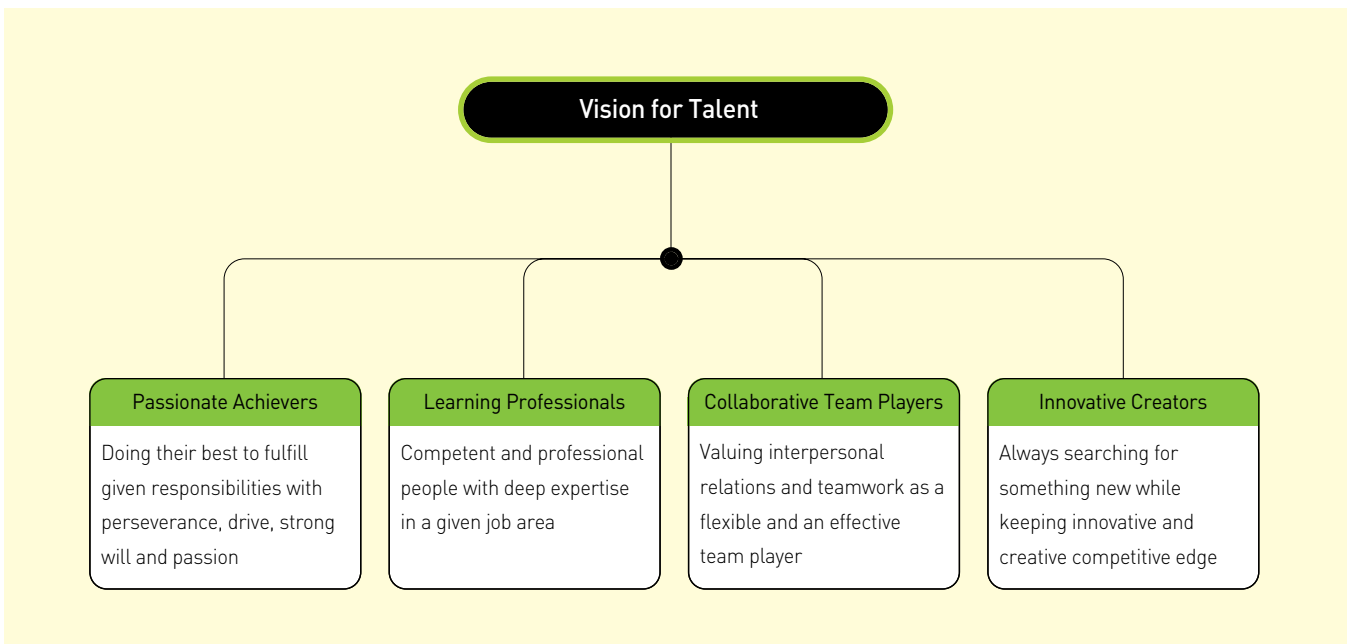 Vision for Talent
Passionate Achievers
Doing their best to fulfill
given responsibilities with
perseverance, drive, strong
will and passion
Learning Professionals
Competent and professional
people with deep expertise
in a given job area
Collaborative Team Players
Valuing interpersonal
relations and teamwork as a
flexible and an effective
team player
Innovative Creators
Always searching for
something new while
keeping innovative and
creative competitive edge